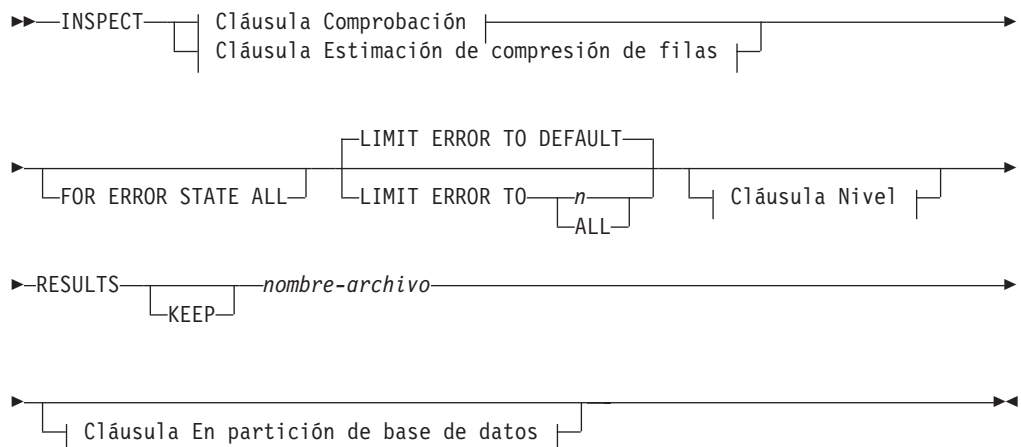 INSPECT Cláusula Comprobación
Cláusula Estimación de compresión de filas
LIMIT ERROR TO DEFAULT
FOR ERROR STATE ALL LIMIT ERROR TO n Cláusula Nivel
ALL
RESULTS nombre-archivo
KEEP
Cláusula En partición de base de datos